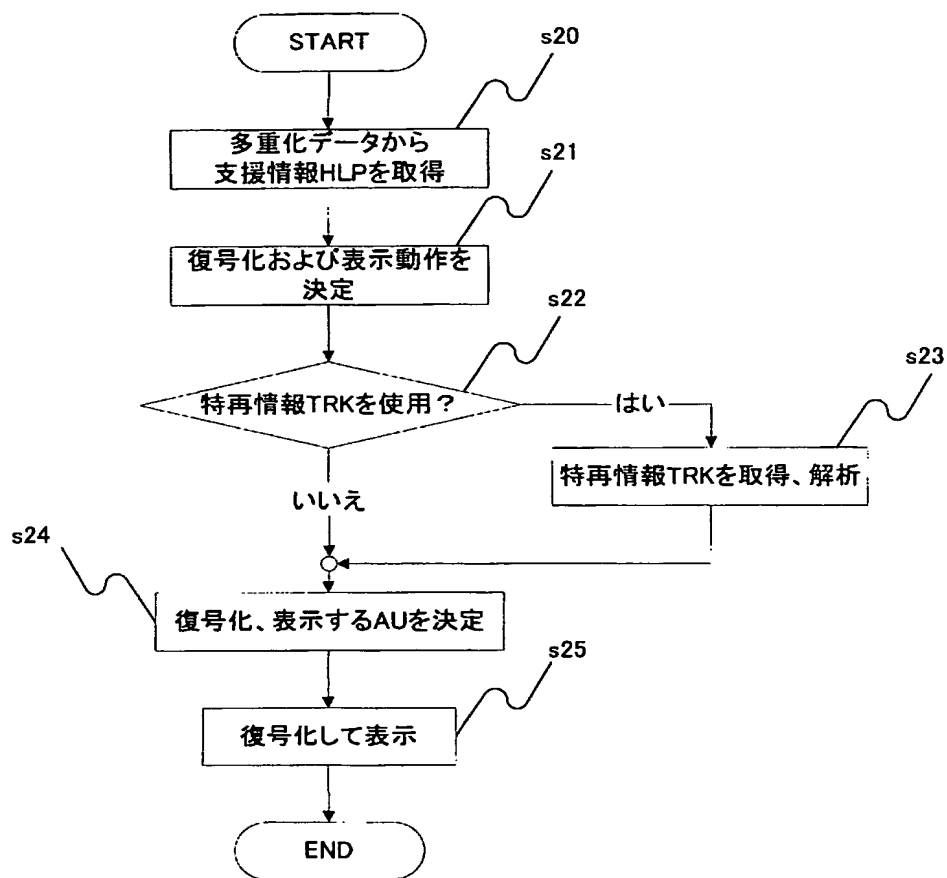 START
s20
多重化データから
支援情報HLPを取得
s21
復号化および表示動作を
決定
s22
特再情報TRKを使用？
はい
s23
特再情報TRKを取得、解析
いいえ
s24
復号化、表示するAUを決定
s25
復号化して表示
END